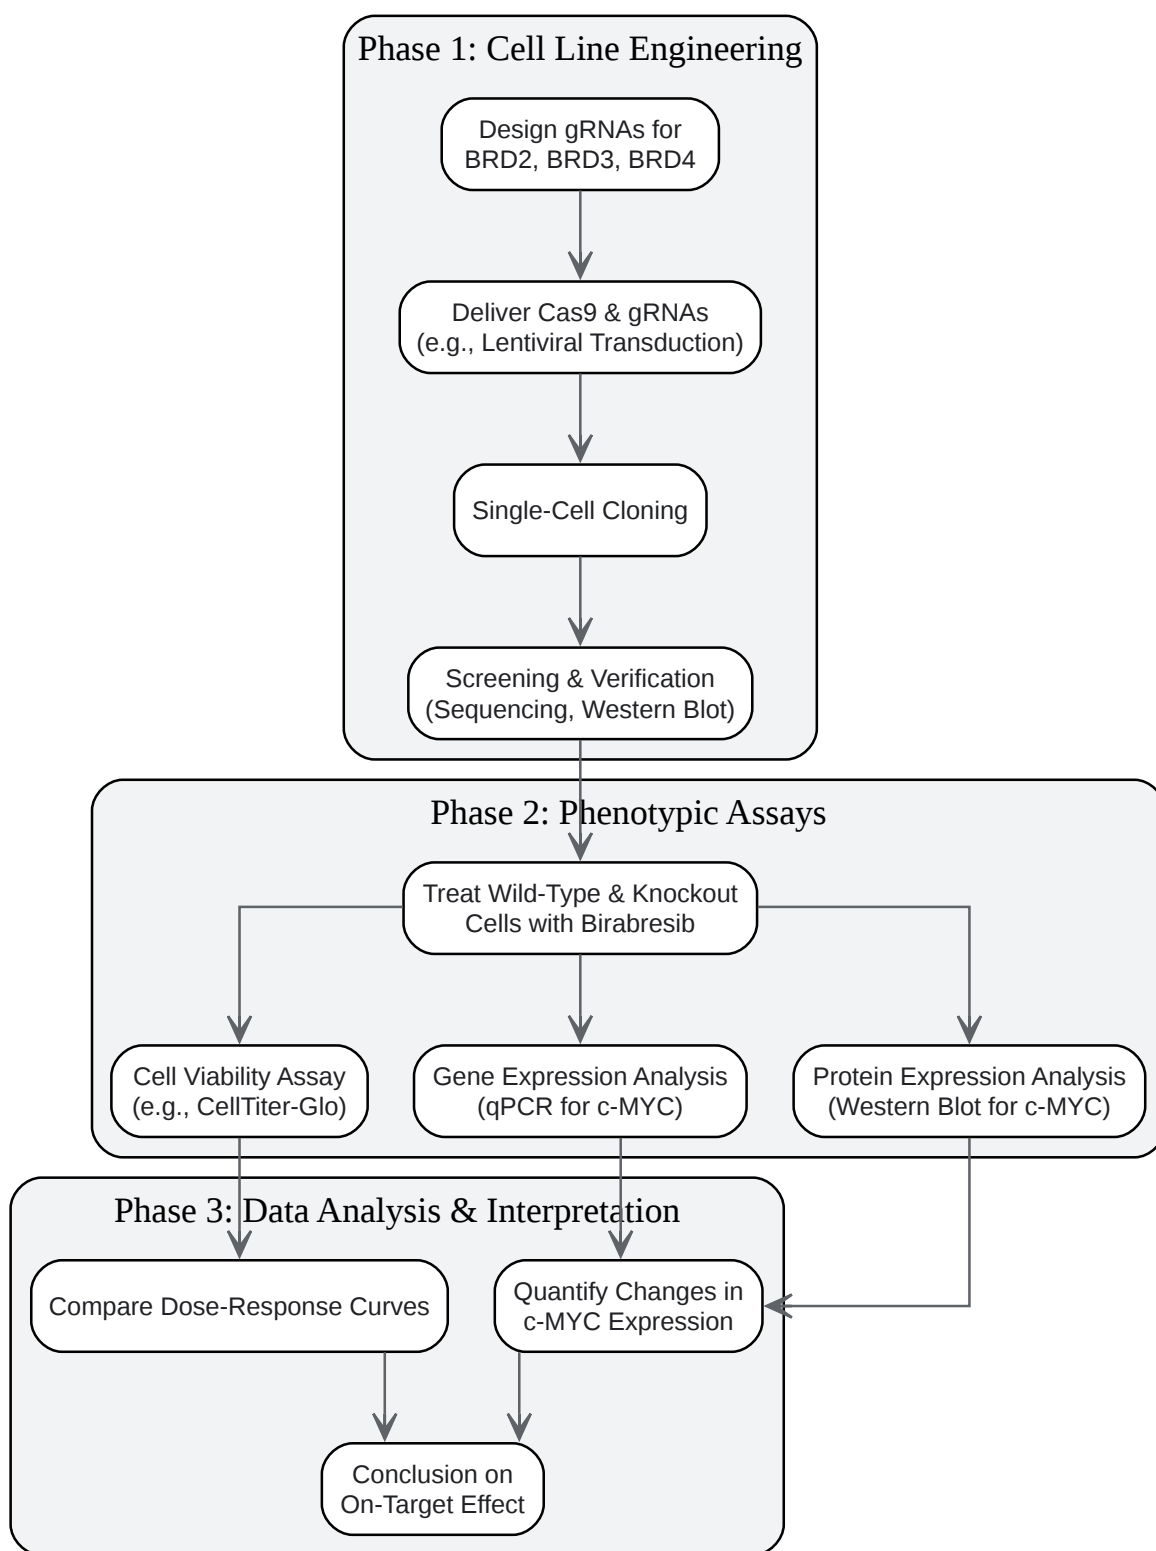 Phase 1: Cell Line Engineering
Design gRNAs for
BRD2, BRD3, BRD4
Deliver Cas9 & gRNAs
(e.g., Lentiviral Transduction)
Single-Cell Cloning
Screening & Verification
(Sequencing, Western Blot)
Phase 2: Phenotypic Assays
Treat Wild-Type & Knockout
Cells with Birabresib
Cell Viability Assay
(e.g., CellTiter-Glo)
Gene Expression Analysis
(qPCR for c-MYC)
Protein Expression Analysis
(Western Blot for c-MYC)
Phase 3: Data Analysis & Interpretation
Compare Dose-Response Curves
Quantify Changes in
c-MYC Expression
Conclusion on
On-Target Effect